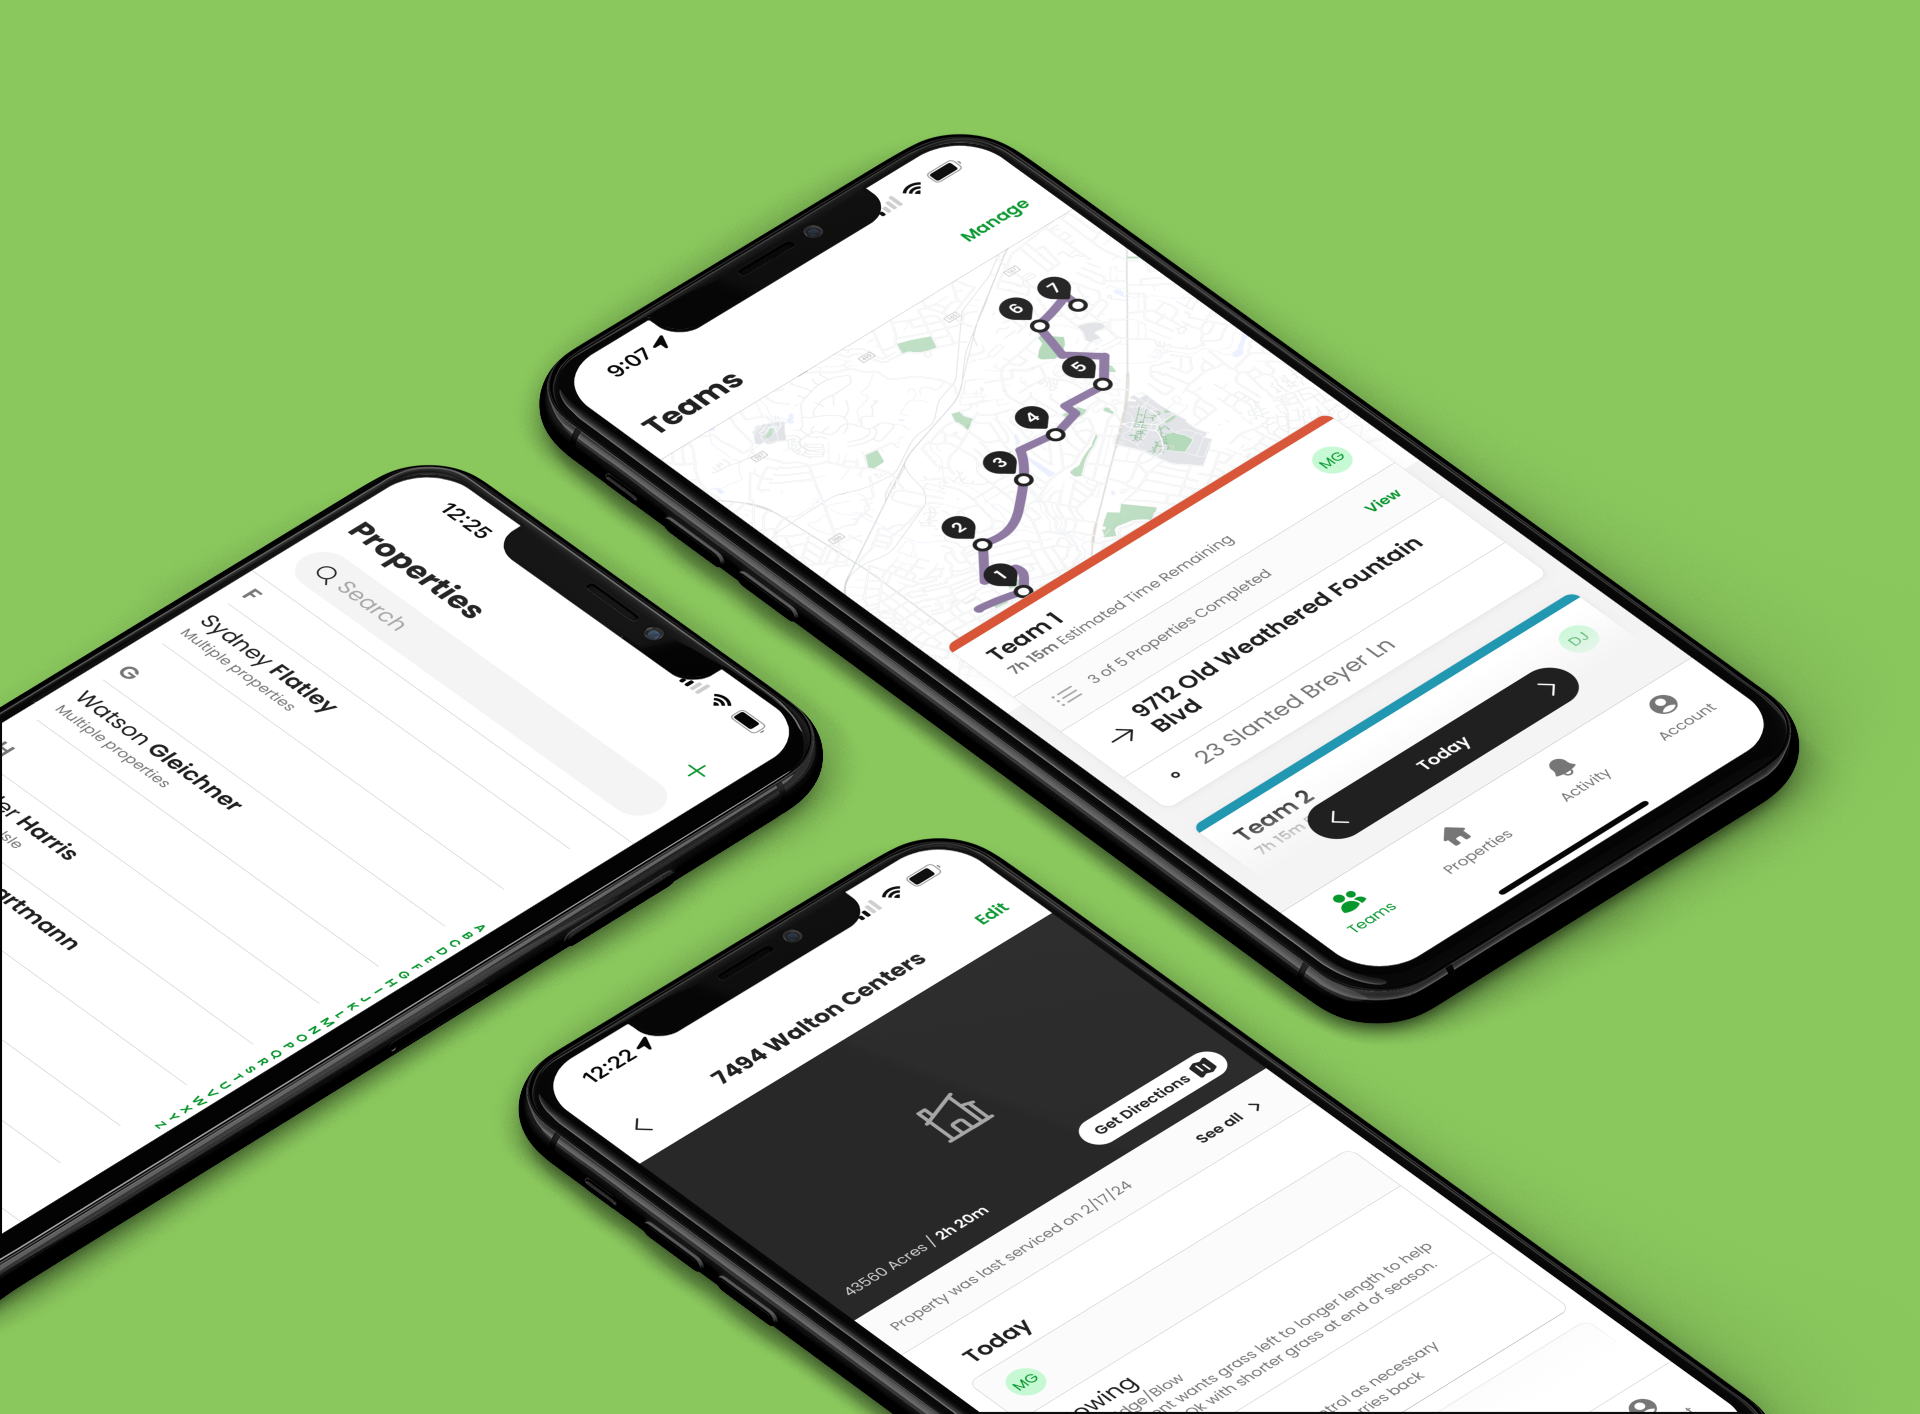 9:07
Manage
Teams
7
6
5
4
3
2
1
MG
Team 1
7h 15m Estimated Time Remaining
View
3 of 5 Properties Completed
9712 Old Weathered Fountain
Blvd
23 Slanted Breyer Ln
DJ
Team 2
7h 15m
Today
Teams
Properties
Activity
Account
12:25
Properties
Search
F
Sydney Flatley
Multiple properties
G
Watson Gleichner
Multiple properties
H
er Harris
Isle
artmann
A
B
C
D
E
F
G
H
I
J
K
L
M
N
O
P
Q
R
S
T
U
V
W
X
Y
Z
12:22
Edit
7494 Walton Centers
Get Directions
43560 Acres | 2h 20m
Property was last serviced on 2/17/24
See all
Today
MG
owing
dge/Blow
ent wants grass left to longer length to help
Ok with shorter grass at end of season.
trol as necessary
rries back